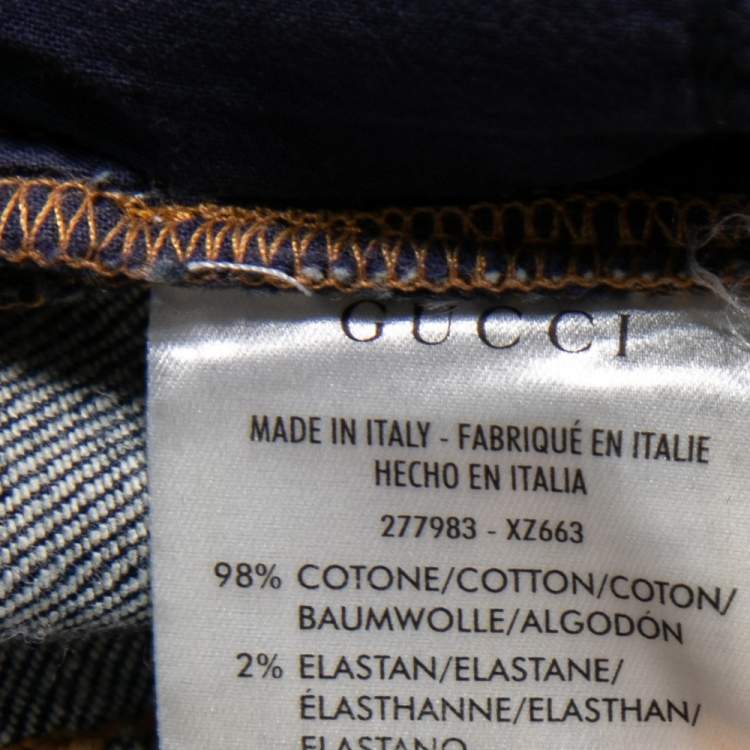 GUCCI
MADE IN ITALY - FABRIQUÉ EN ITALIE
HECHO EN ITALIA
277983 - XZ663
98% COTONE/COTTON/COTON/
BAUMWOLLE/ALGODÓN
2% ELASTAN/ELASTANE/
ÉLASTHANNE/ELASTHAN/
ELASTANO